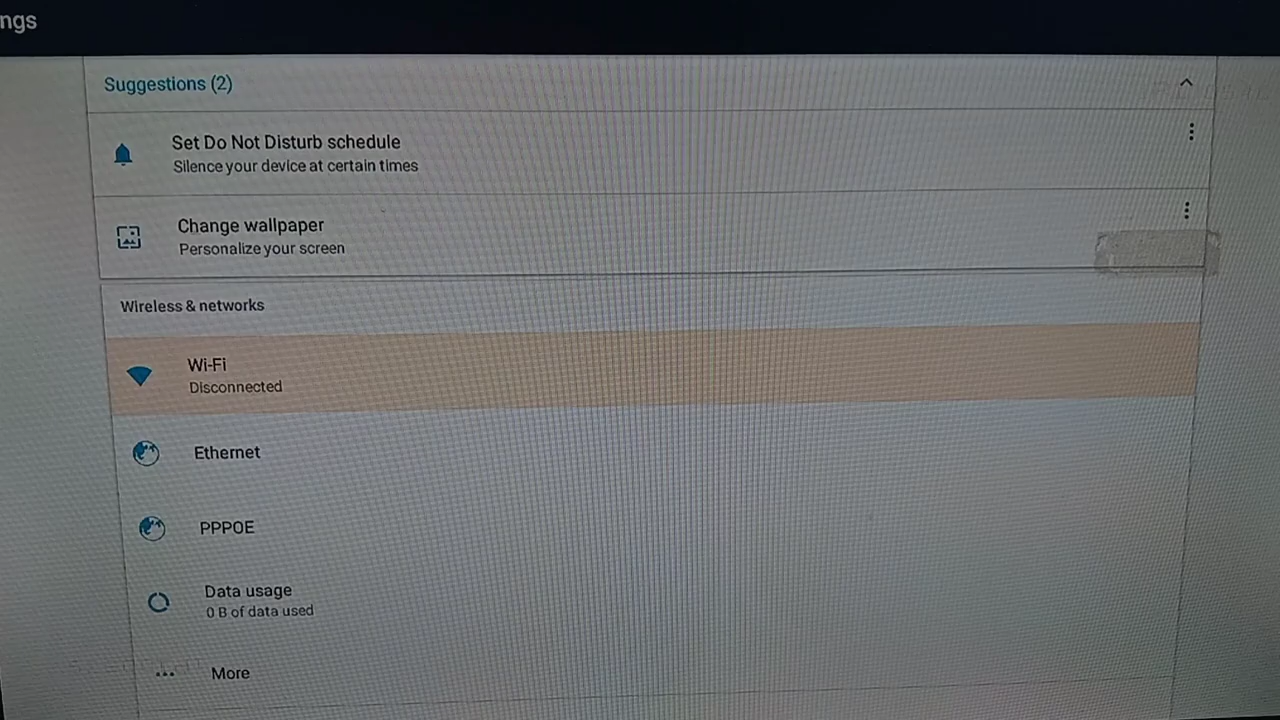 ngs
Suggestions (2)
Set Do Not Disturb schedule
Silence your device at certain times
Change wallpaper
Personalize your screen
Wireless & networks
Wi-Fi
Disconnected
Ethernet
PPPOE
Data usage
0 B of data used
More